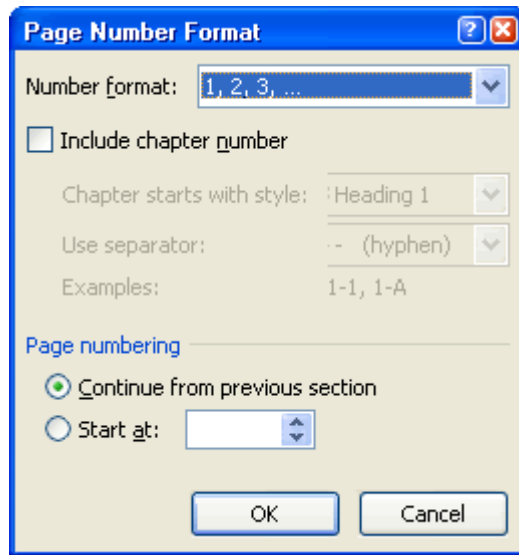 Page Number Format
Number format: 1, 2, 3, ...
Include chapter number
Chapter starts with style: Heading 1
Use separator: - (hyphen)
Examples: 1-1, 1-A
Page numbering
Continue from previous section
Start at:
OK Cancel